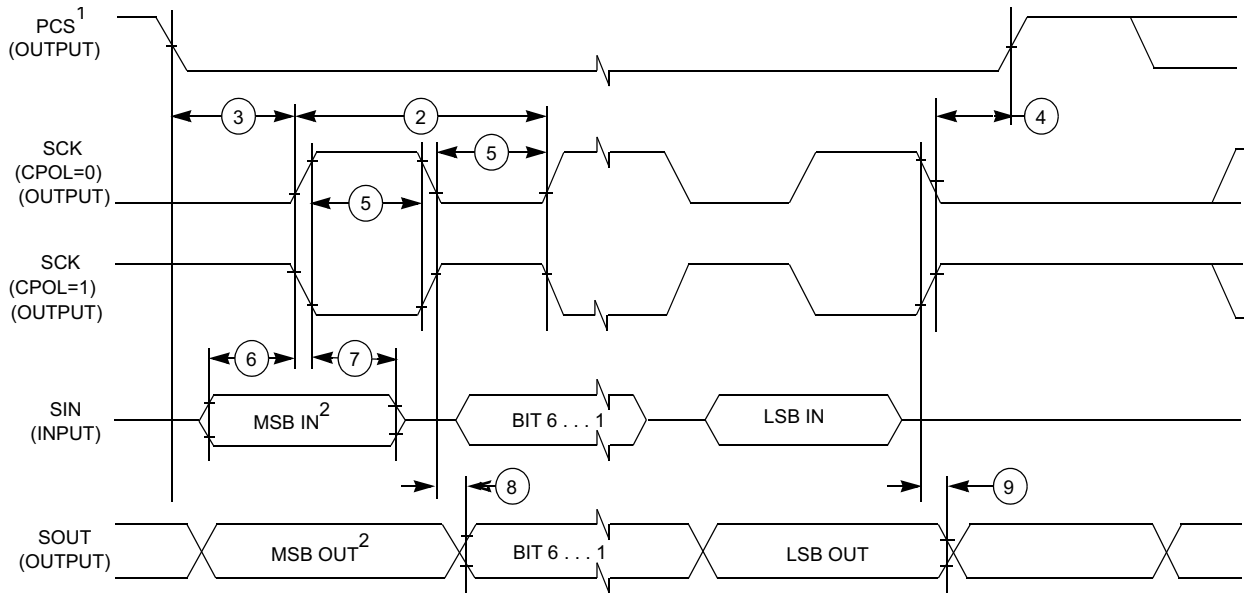 PCS1
(OUTPUT)
3
2
4
SCK
(CPOL=0)
(OUTPUT)
5
5
SCK
(CPOL=1)
(OUTPUT)
6
7
SIN
(INPUT)
MSB IN2
BIT 6 . . . 1
LSB IN
8
9
SOUT
(OUTPUT)
MSB OUT2
BIT 6 . . . 1
LSB OUT